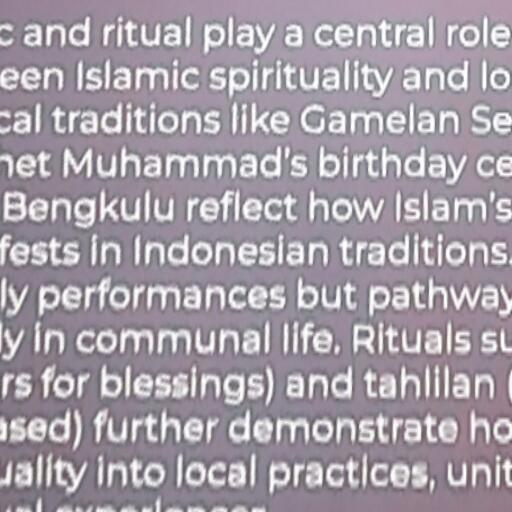 c and ritual play a central role
een Islamic spirituality and lo
cal traditions like Gamelan Se
het Muhammad's birthday ce
Bengkulu reflect how Islam's
fests in Indonesian traditions.
ly performances but pathway
ly in communal life. Rituals su
rs for blessings) and tahlilan (
ased) further demonstrate ho
uality into local practices, unit